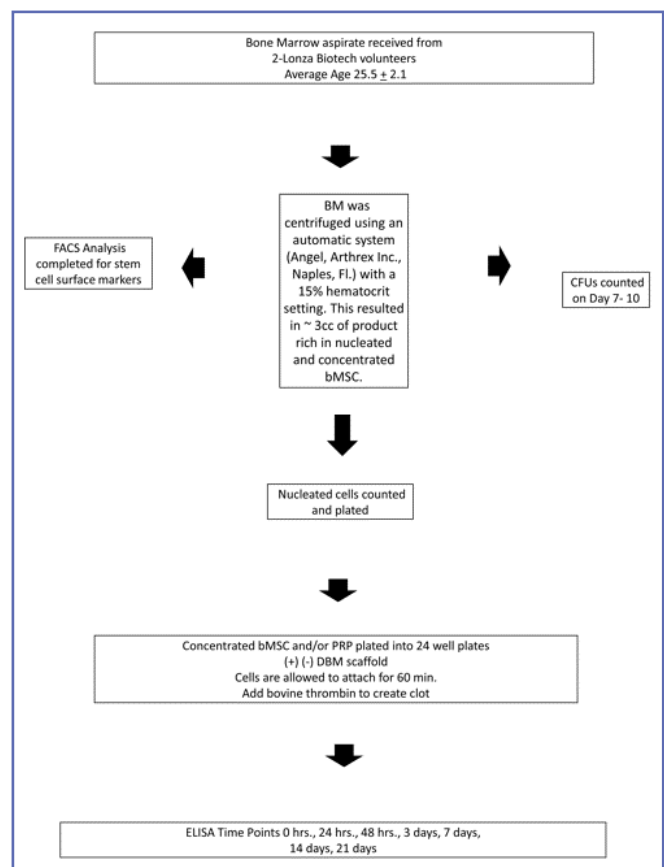 Bone Marrow aspirate received from
2-Lonza Biotech volunteers
Average Age 25.5 ± 2.1
BM was
centrifuged using an
automatic system
(Angel, Arthrex Inc.,
Naples, Fl.) with a
15% hematocrit
setting. This resulted
in ~ 3cc of product
rich in nucleated
and concentrated
bMSC.
FACS Analysis
completed for stem
cell surface markers
CFUs counted
on Day 7- 10
Nucleated cells counted
and plated
Concentrated bMSC and/or PRP plated into 24 well plates
(+) (-) DBM scaffold
Cells are allowed to attach for 60 min.
Add bovine thrombin to create clot
ELISA Time Points 0 hrs., 24 hrs., 48 hrs., 3 days, 7 days,
14 days, 21 days